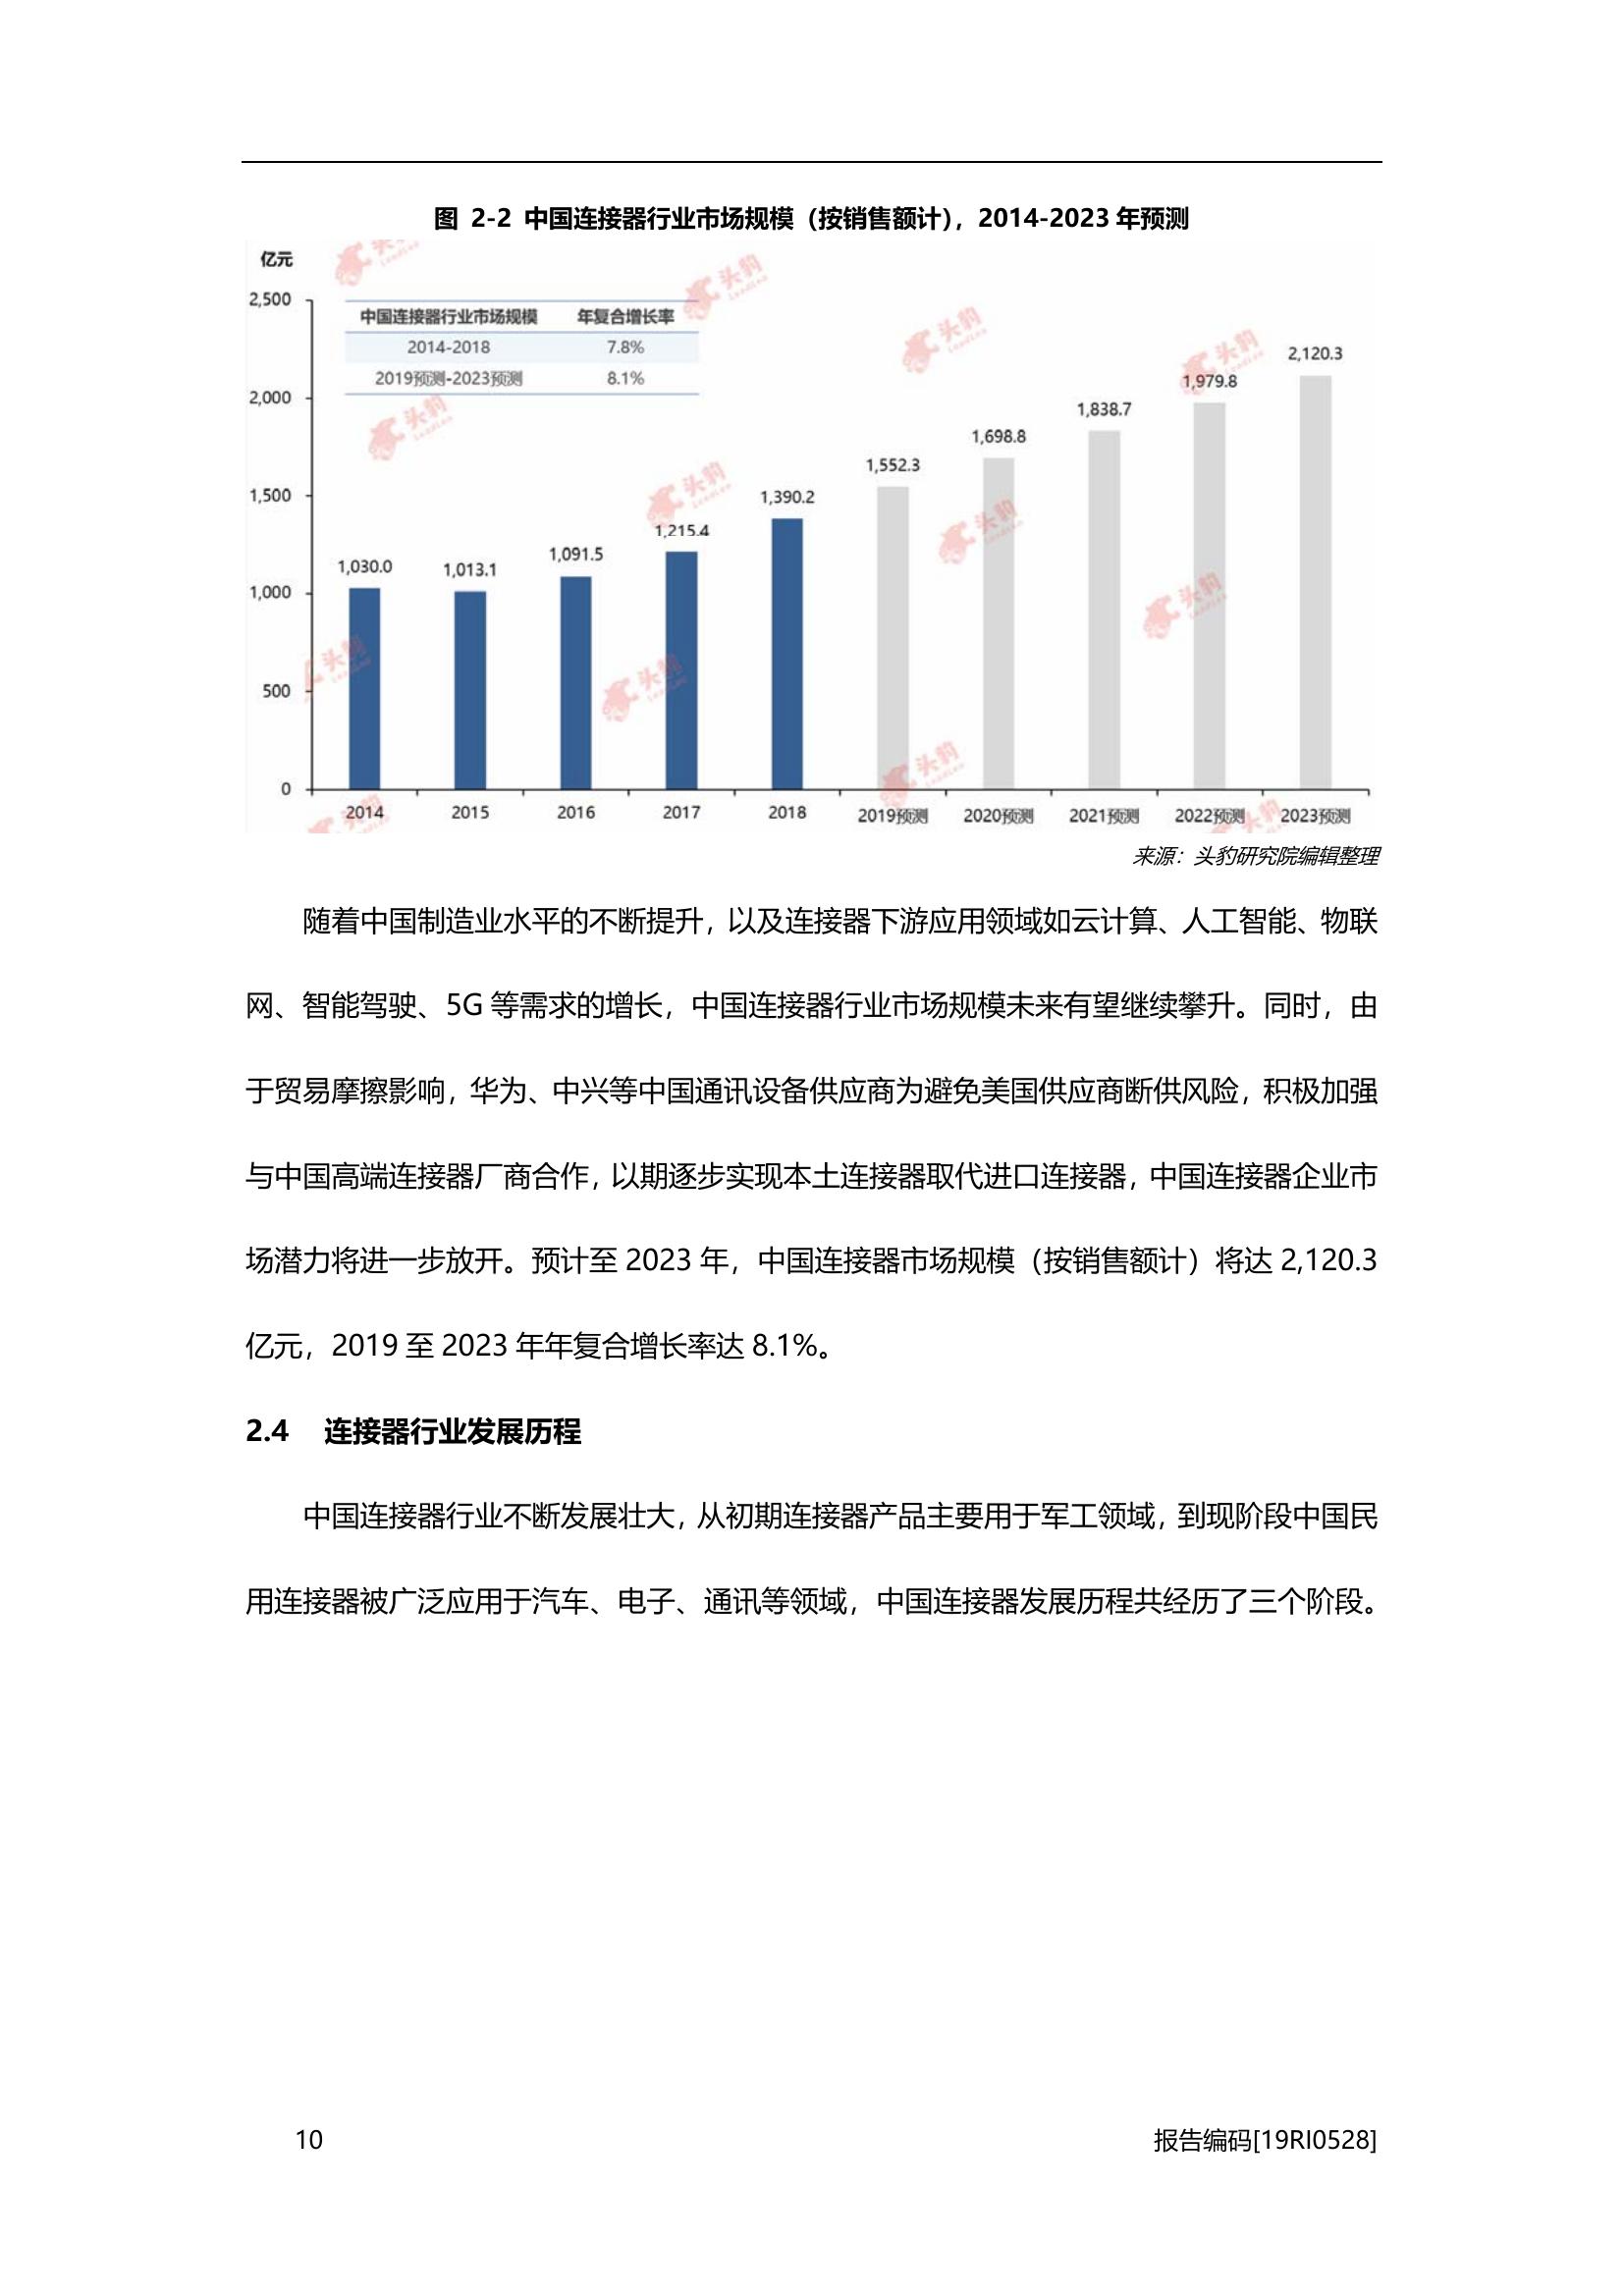 图 2-2 中国连接器行业市场规模（按销售额计），2014-2023 年预测
亿元
2,500
2,000
1,500
1,000
500
0
中国连接器行业市场规模 年复合增长率
2014-2018 7.8%
2019预测-2023预测 8.1%
1,030.0
1,013.1
1,091.5
1,215.4
1,390.2
1,552.3
1,698.8
1,838.7
1,979.8
2,120.3
2014 2015 2016 2017 2018 2019预测 2020预测 2021预测 2022预测 2023预测
头豹
LeadLeo
来源：头豹研究院编辑整理
随着中国制造业水平的不断提升，以及连接器下游应用领域如云计算、人工智能、物联
网、智能驾驶、5G 等需求的增长，中国连接器行业市场规模未来有望继续攀升。同时，由
于贸易摩擦影响，华为、中兴等中国通讯设备供应商为避免美国供应商断供风险，积极加强
与中国高端连接器厂商合作，以期逐步实现本土连接器取代进口连接器，中国连接器企业市
场潜力将进一步放开。预计至 2023 年，中国连接器市场规模（按销售额计）将达 2,120.3
亿元，2019 至 2023 年年复合增长率达 8.1%。
2.4 连接器行业发展历程
中国连接器行业不断发展壮大，从初期连接器产品主要用于军工领域，到现阶段中国民
用连接器被广泛应用于汽车、电子、通讯等领域，中国连接器发展历程共经历了三个阶段。
10 报告编码[19RI0528]